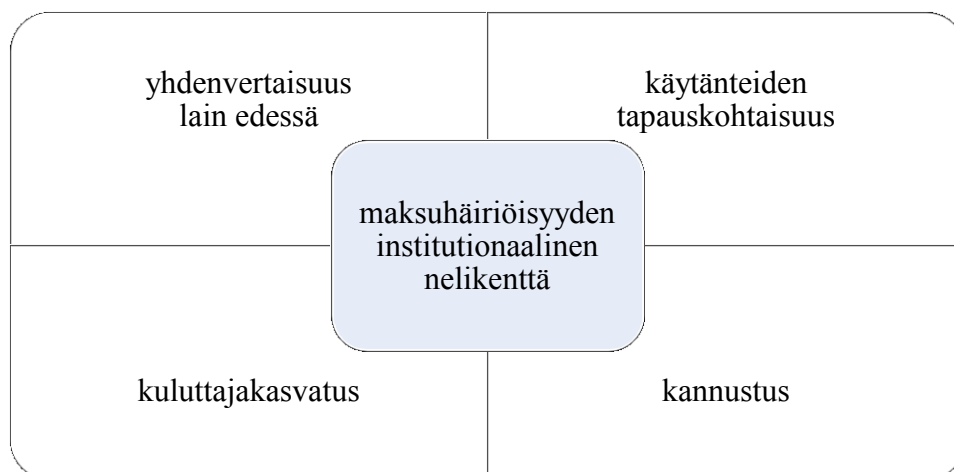 yhdenvertaisuus
lain edessä
käytänteiden
tapauskohtaisuus
maksuhäiriöisyyden
institutionaalinen
nelikenttä
kuluttajakasvatus
kannustus